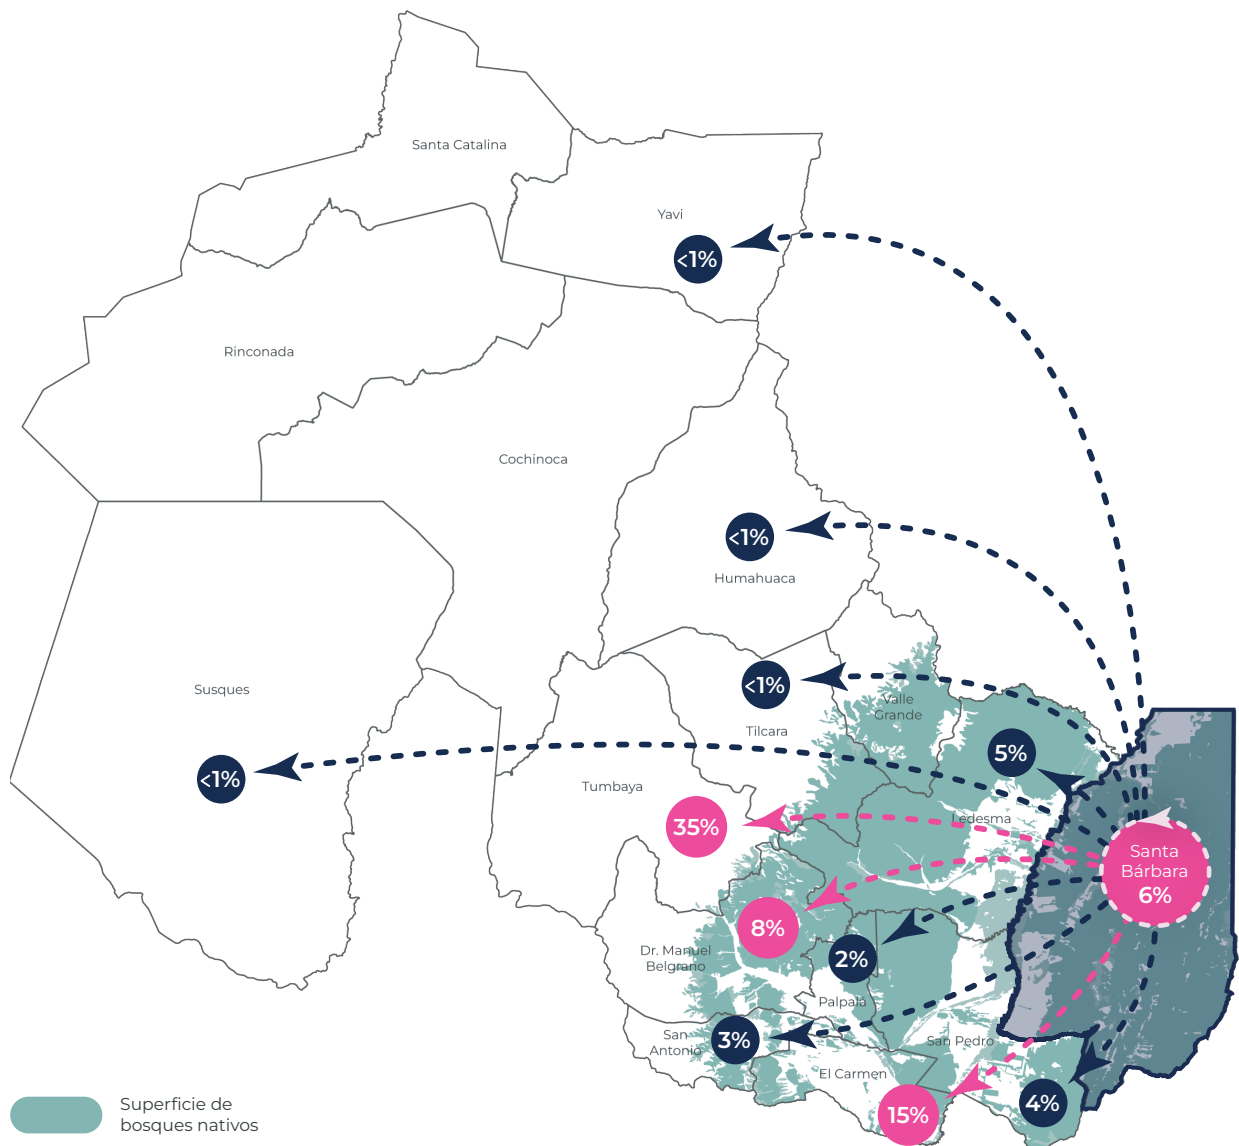 Santa Catalina
Yavi
<1%
Rinconada
Cochinoca
<1%
Humahuaca
Susques
<1%
<1%
Tilcara
Valle
Grande
5%
Tumbaya
35%
Ledesma
Santa
Bárbara
6%
8%
Dr. Manuel
Belgrano
2%
Palpalá
San
Antonio
3%
San Pedro
El Carmen
15%
4%
Superficie de
bosques nativos